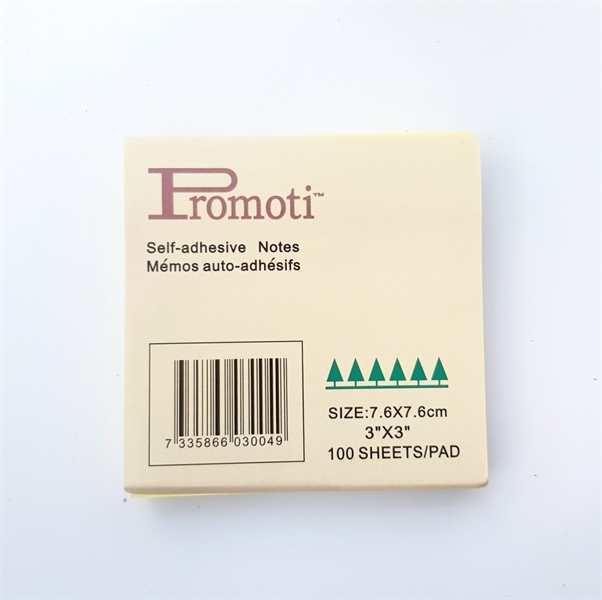 Promoti™
Self-adhesive Notes
Mémos auto-adhésifs
7 335866 030049
SIZE:7.6X7.6cm
3"X3"
100 SHEETS/PAD